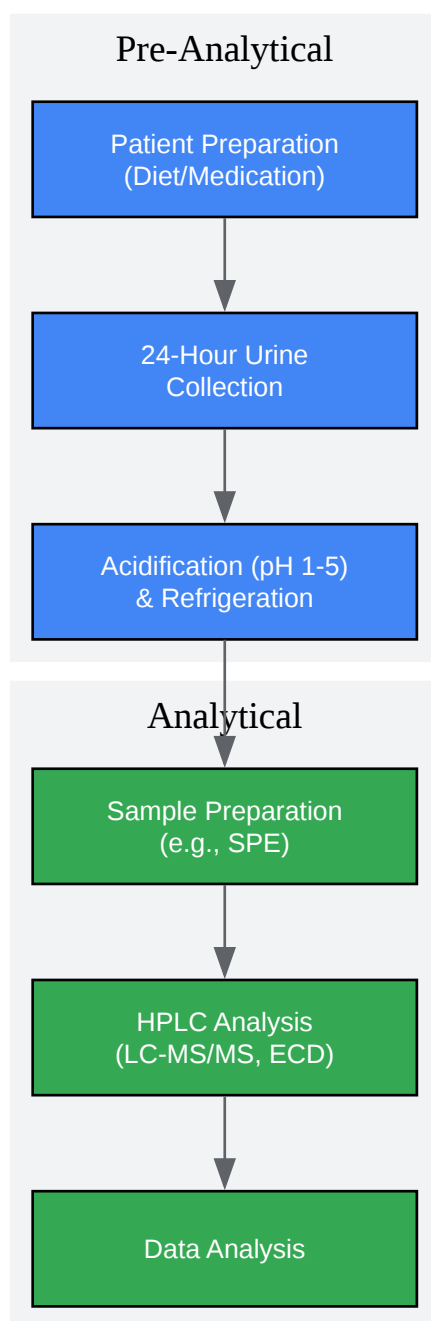 Pre-Analytical
Patient Preparation
(Diet/Medication)
24-Hour Urine
Collection
Acidification (pH 1-5)
& Refrigeration
Analytical
Sample Preparation
(e.g., SPE)
HPLC Analysis
(LC-MS/MS, ECD)
Data Analysis